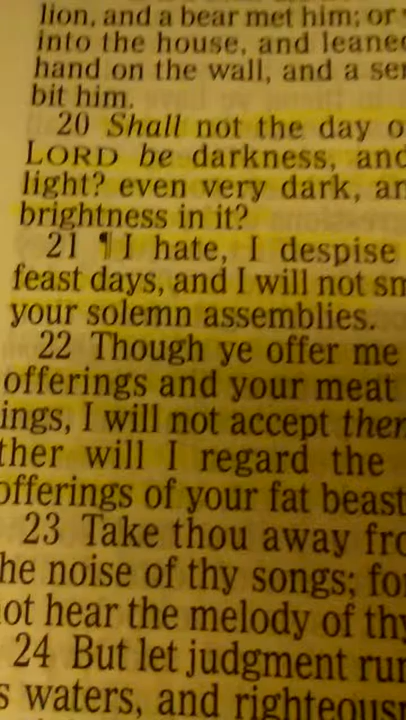 lion, and a bear met him; or
into the house, and leane
hand on the wall, and a se
bit him.
20 Shall not the day o
LORD be darkness, and
light? even very dark, an
brightness in it?
21 ¶ I hate, I despise
feast days, and I will not sm
your solemn assemblies.
22 Though ye offer me
offerings and your meat
ings, I will not accept ther
ther will I regard the
offerings of your fat beast
23 Take thou away fro
he noise of thy songs; fo
ot hear the melody of thy
24 But let judgment run
s waters, and righteousn